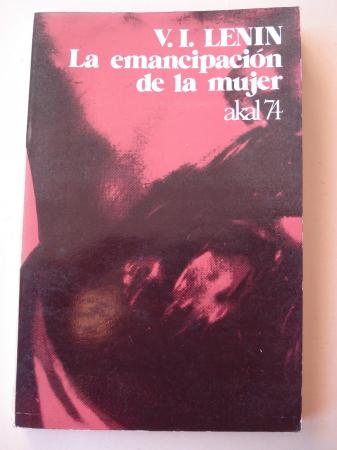 V. I. LENIN
La emancipación
de la mujer
akal 74